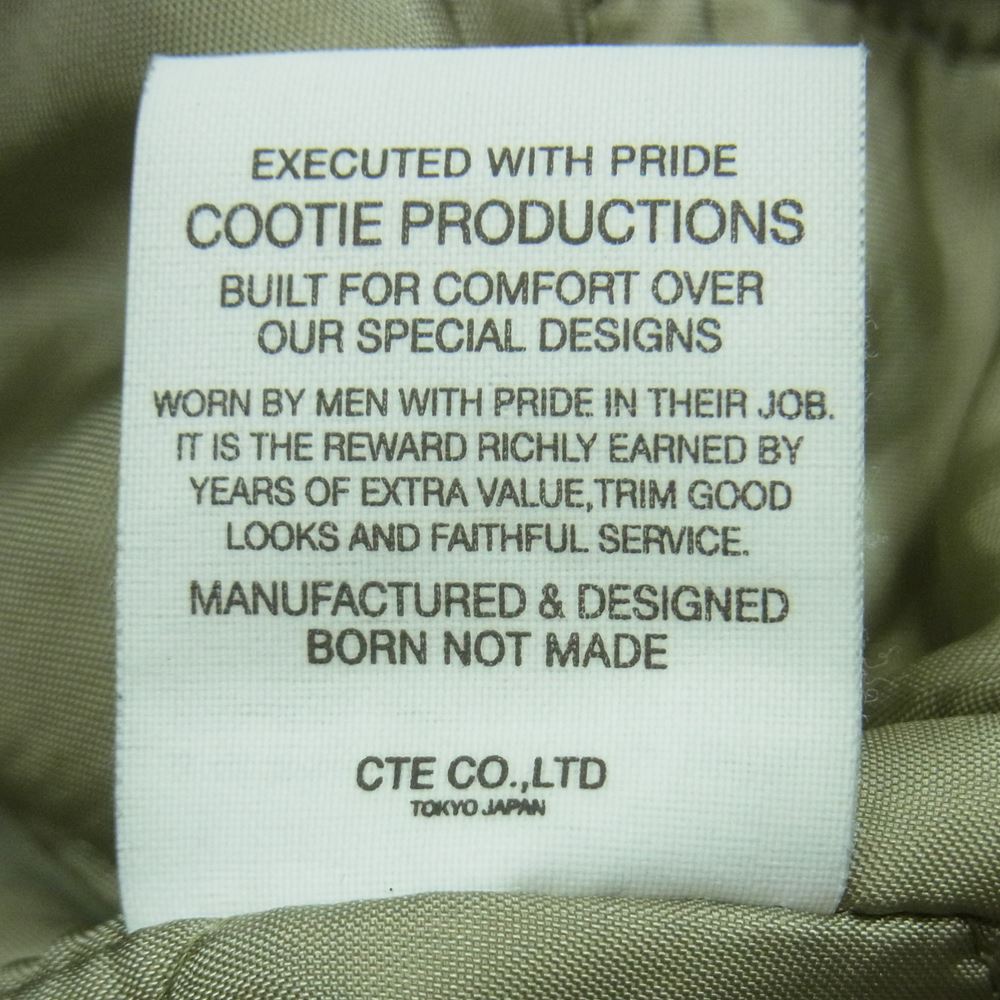 EXECUTED WITH PRIDE
COOTIE PRODUCTIONS
BUILT FOR COMFORT OVER
OUR SPECIAL DESIGNS
WORN BY MEN WITH PRIDE IN THEIR JOB.
IT IS THE REWARD RICHLY EARNED BY
YEARS OF EXTRA VALUE,TRIM GOOD
LOOKS AND FAITHFUL SERVICE.
MANUFACTURED & DESIGNED
BORN NOT MADE
CTE CO.,LTD
TOKYO JAPAN